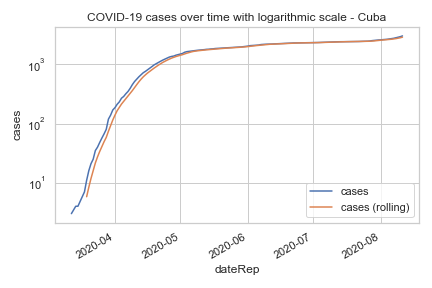 COVID-19 cases over time with logarithmic scale - Cuba
cases
10³
10²
10¹
cases
cases (rolling)
2020-04
2020-05
2020-06
2020-07
2020-08
dateRep